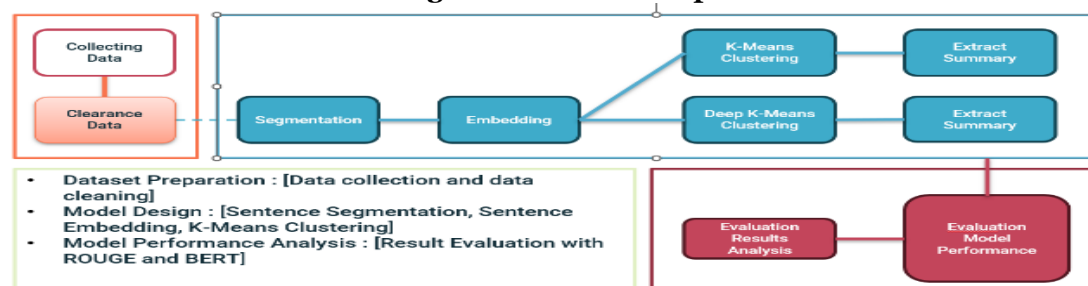 Collecting
Data
Clearance
Data
Segmentation
Embedding
K-Means
Clustering
Extract
Summary
Deep K-Means
Clustering
Extract
Summary
• Dataset Preparation : [Data collection and data
cleaning]
• Model Design : [Sentence Segmentation, Sentence
Embedding, K-Means Clustering]
• Model Performance Analysis : [Result Evaluation with
ROUGE and BERT]
Evaluation
Results
Analysis
Evaluation
Model
Performance